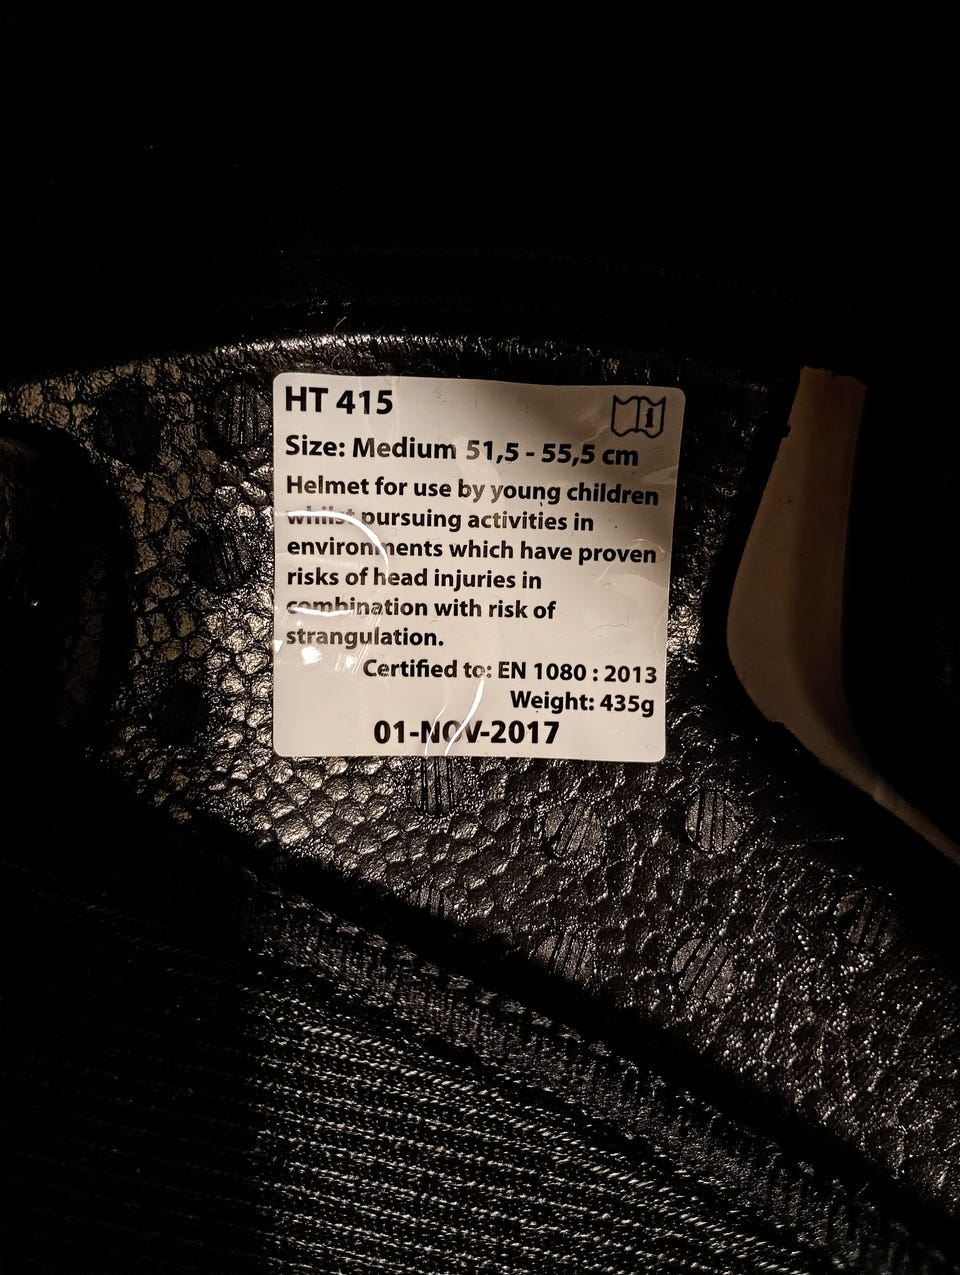 HT 415
Size: Medium 51,5 - 55,5 cm
Helmet for use by young children
whilst pursuing activities in
environments which have proven
risks of head injuries in
combination with risk of
strangulation.
Certified to: EN 1080 : 2013
Weight: 435g
01-NOV-2017